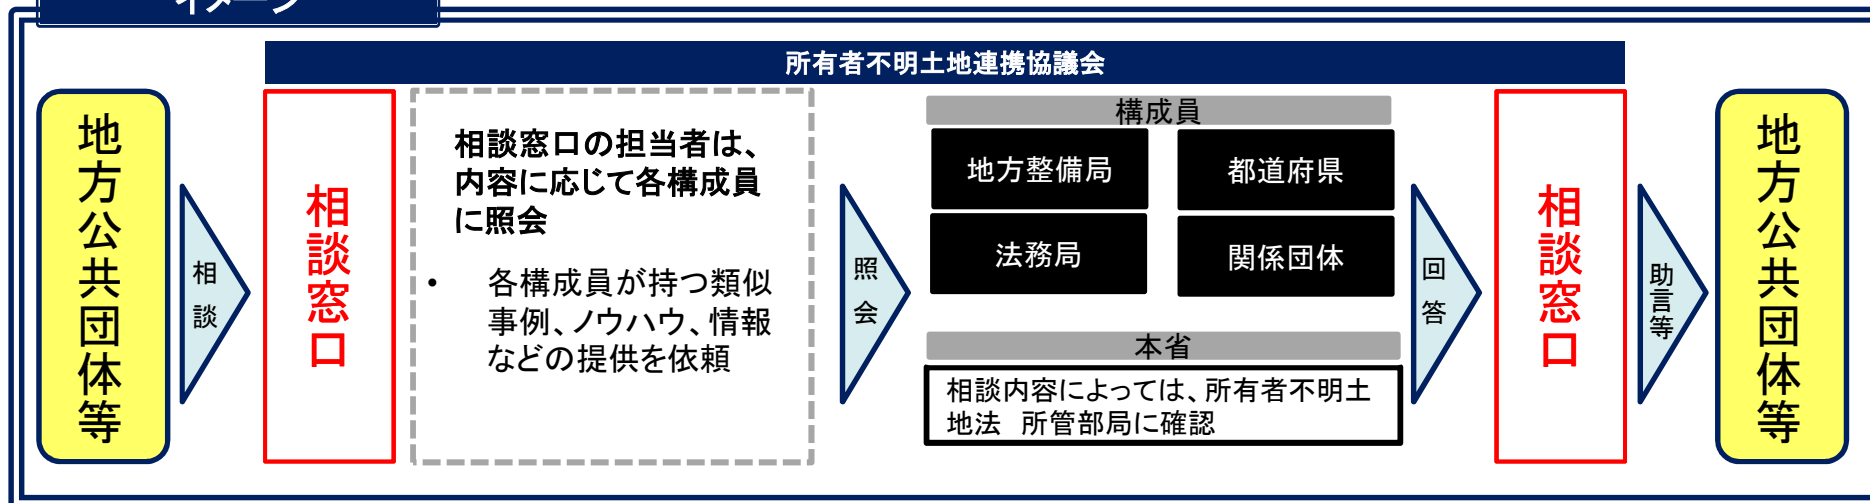 イメージ
所有者不明土地連携協議会
地方公共団体等
相談
相談窓口
相談窓口の担当者は、
内容に応じて各構成員
に照会
• 各構成員が持つ類似
事例、ノウハウ、情報
などの提供を依頼
照会
構成員
地方整備局
都道府県
法務局
関係団体
本省
相談内容によっては、所有者不明土
地法　所管部局に確認
回答
相談窓口
助言等
地方公共団体等